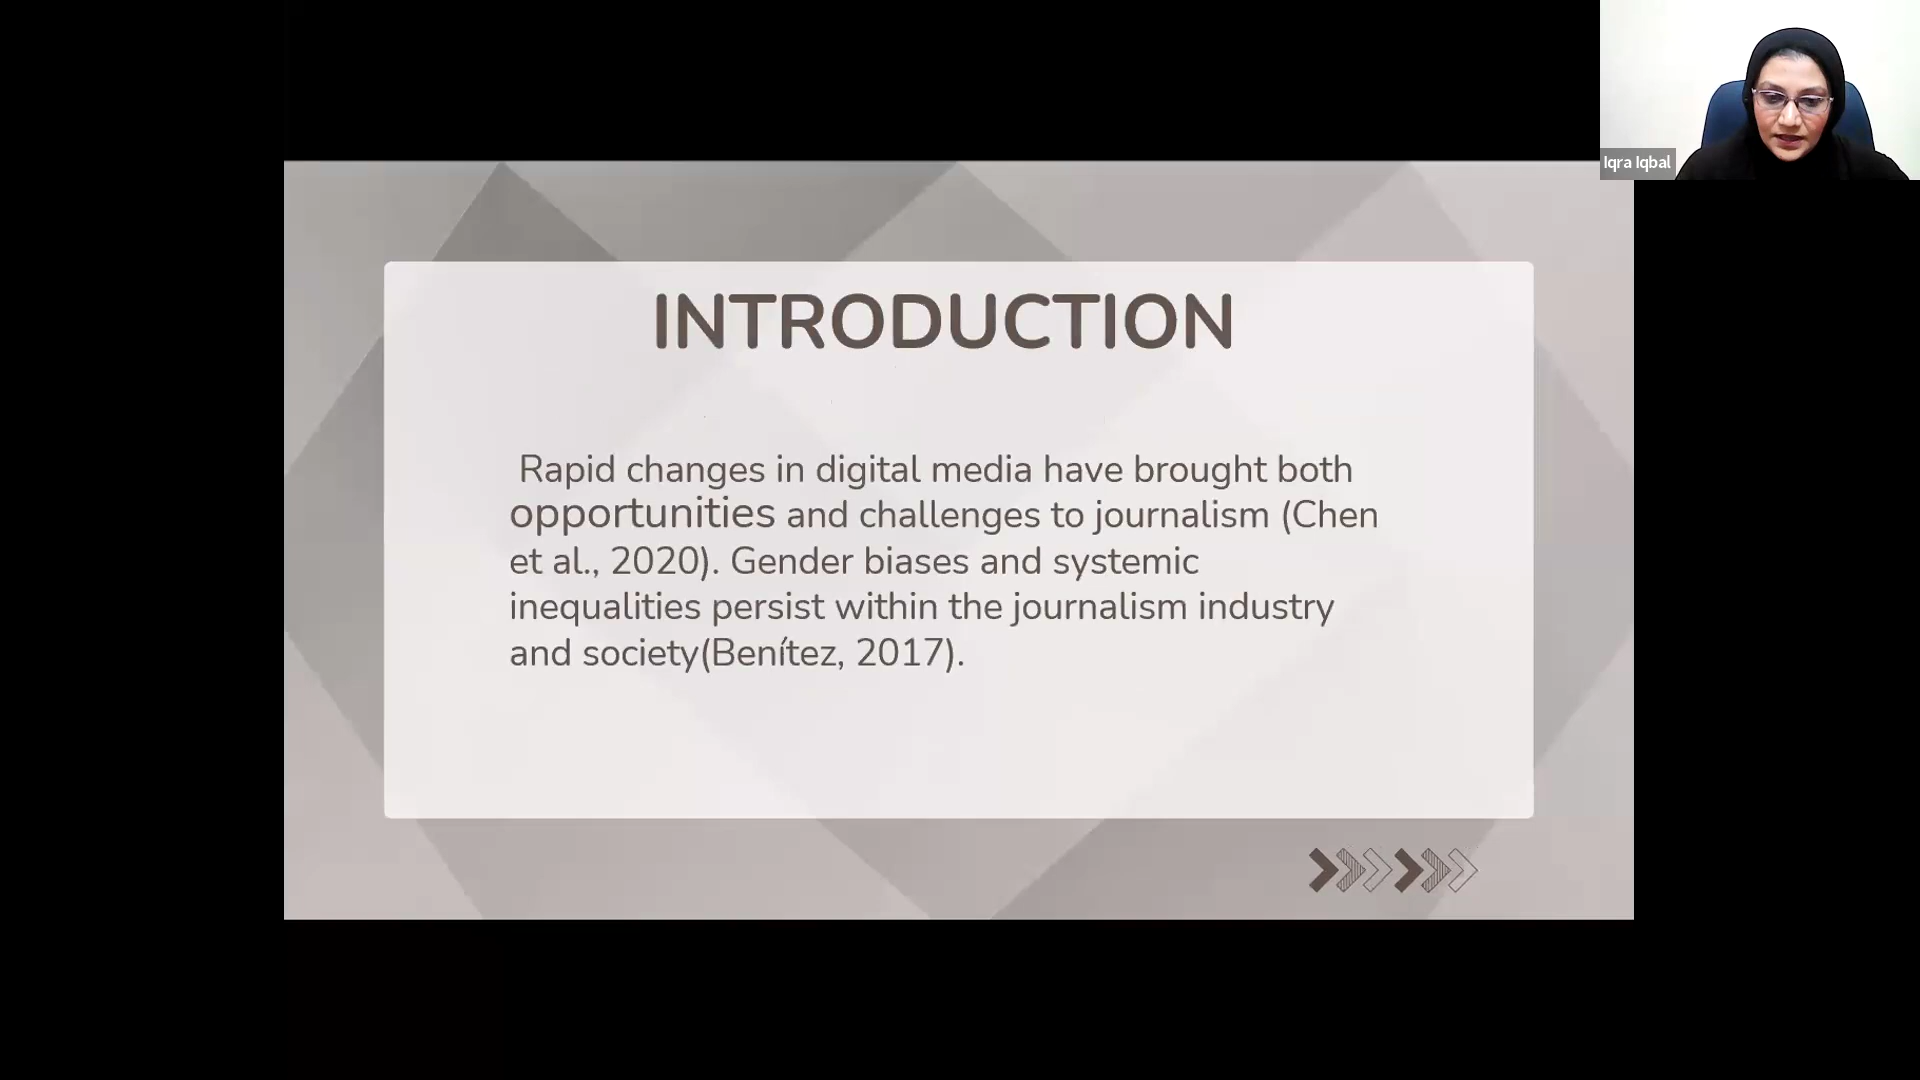 Iqra Iqbal
INTRODUCTION
Rapid changes in digital media have brought both
opportunities and challenges to journalism (Chen
et al., 2020). Gender biases and systemic
inequalities persist within the journalism industry
and society(Benítez, 2017).